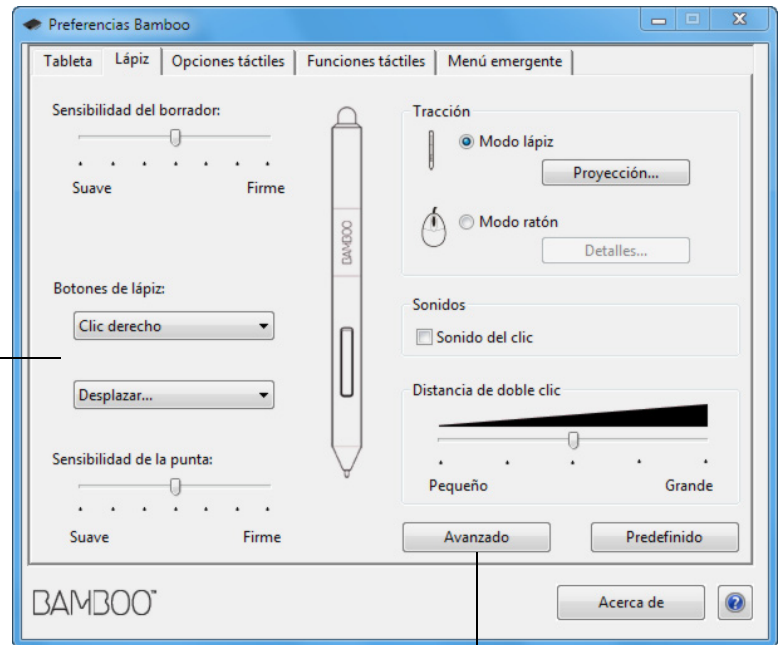 Preferencias Bamboo
Tableta Lápiz Opciones táctiles Funciones táctiles Menú emergente
Sensibilidad del borrador:
Suave Firme
Botones de lápiz:
Clic derecho
Desplazar...
Sensibilidad de la punta:
Suave Firme
BAMBOO
Tracción
Modo lápiz
Proyección...
Modo ratón
Detalles...
Sonidos
Sonido del clic
Distancia de doble clic
Pequeño Grande
Avanzado Predefinido
BAMBOO™ Acerca de ?